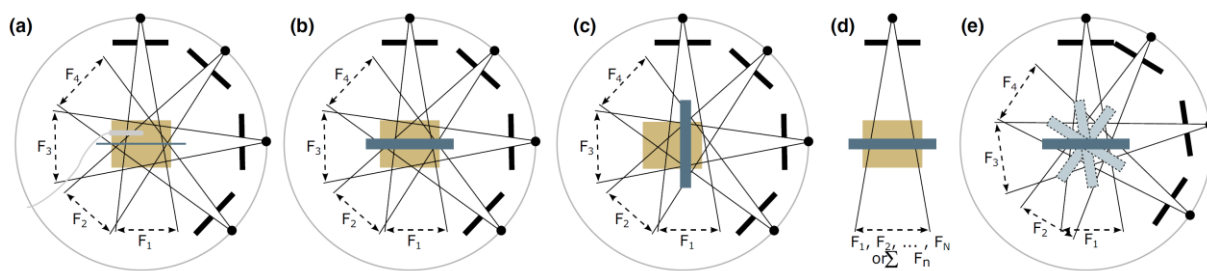 (a)
F4
F3
F2
F1
(b)
F4
F3
F2
F1
(c)
F4
F3
F2
F1
(d)
F1, F2, ... , FN
or Σ Fn
(e)
F4
F3
F2
F1